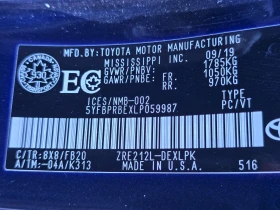 MFD. BY TOYOTA MOTOR MANUFACTURING
MISSISSIPPI INC. 09/19
GVWR/PNBV 1785KG
GAWR/PNBE FR 1050KG
RR 970KG
EC
ICES/NMB-002
5YFBPRBEXLP059987
TYPE:
PC/VT
C/TR:8X8/FB20 ZRE212L-DEXLPK
A/TM:-04A/K313 MADE IN U.S.A. 516